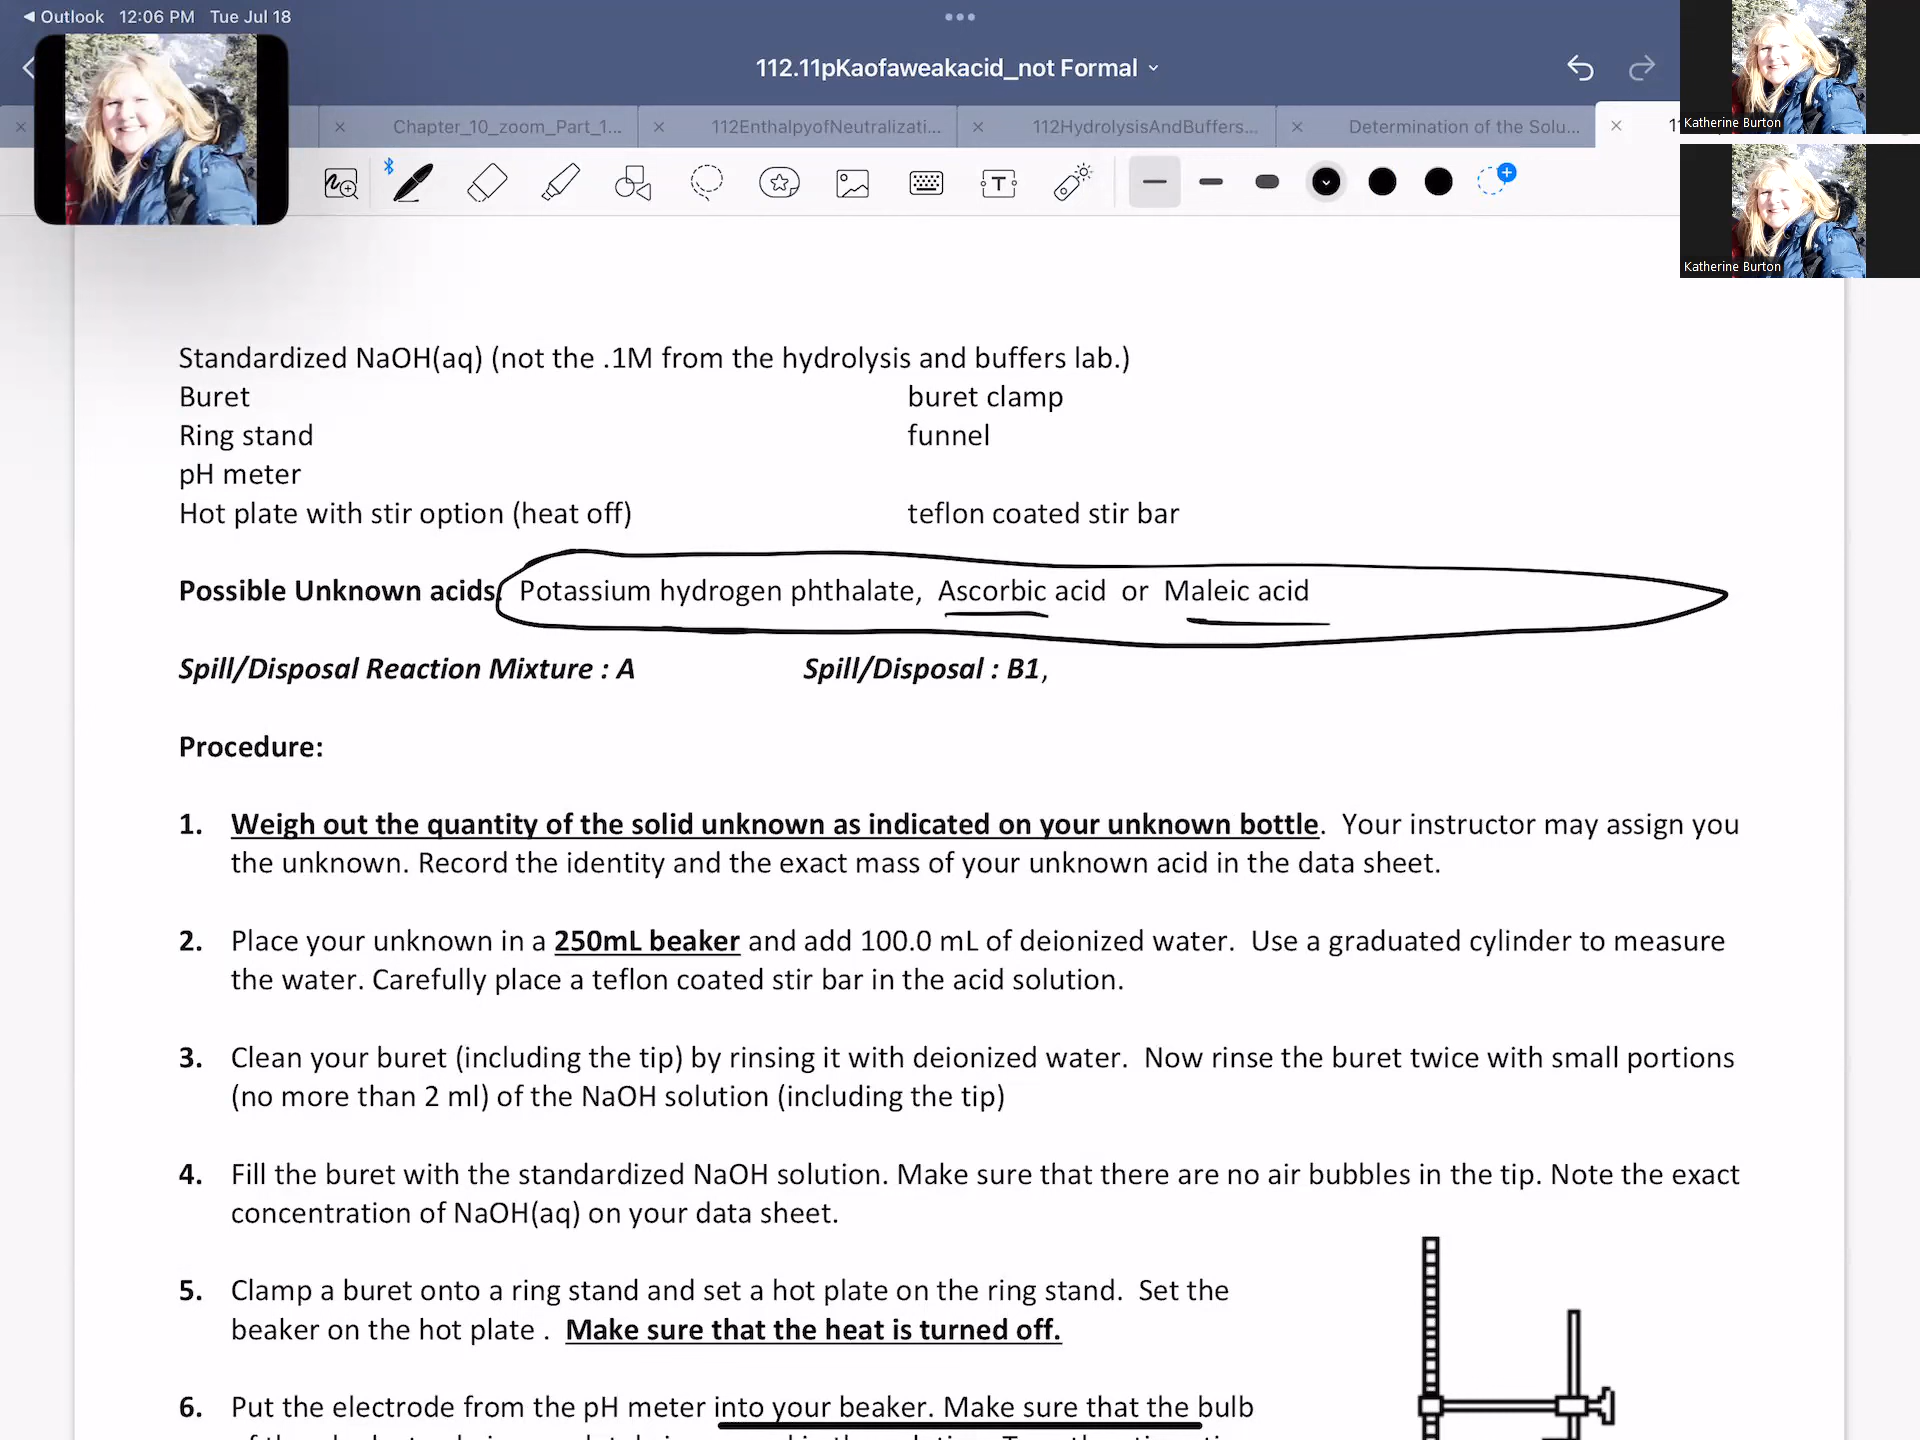 ◀ Outlook 12:06 PM Tue Jul 18
112.11pKaofaweakacid_not Formal
Chapter_10_zoom_Part_1...
112EnthalpyofNeutralizati...
112HydrolysisAndBuffers...
Determination of the Solu...
Katherine Burton
Katherine Burton
Standardized NaOH(aq) (not the .1M from the hydrolysis and buffers lab.)
Buret buret clamp
Ring stand funnel
pH meter
Hot plate with stir option (heat off) teflon coated stir bar
Possible Unknown acids: Potassium hydrogen phthalate, Ascorbic acid or Maleic acid
Spill/Disposal Reaction Mixture : A Spill/Disposal : B1,
Procedure:
1. Weigh out the quantity of the solid unknown as indicated on your unknown bottle. Your instructor may assign you
the unknown. Record the identity and the exact mass of your unknown acid in the data sheet.
2. Place your unknown in a 250mL beaker and add 100.0 mL of deionized water. Use a graduated cylinder to measure
the water. Carefully place a teflon coated stir bar in the acid solution.
3. Clean your buret (including the tip) by rinsing it with deionized water. Now rinse the buret twice with small portions
(no more than 2 ml) of the NaOH solution (including the tip)
4. Fill the buret with the standardized NaOH solution. Make sure that there are no air bubbles in the tip. Note the exact
concentration of NaOH(aq) on your data sheet.
5. Clamp a buret onto a ring stand and set a hot plate on the ring stand. Set the
beaker on the hot plate . Make sure that the heat is turned off.
6. Put the electrode from the pH meter into your beaker. Make sure that the bulb